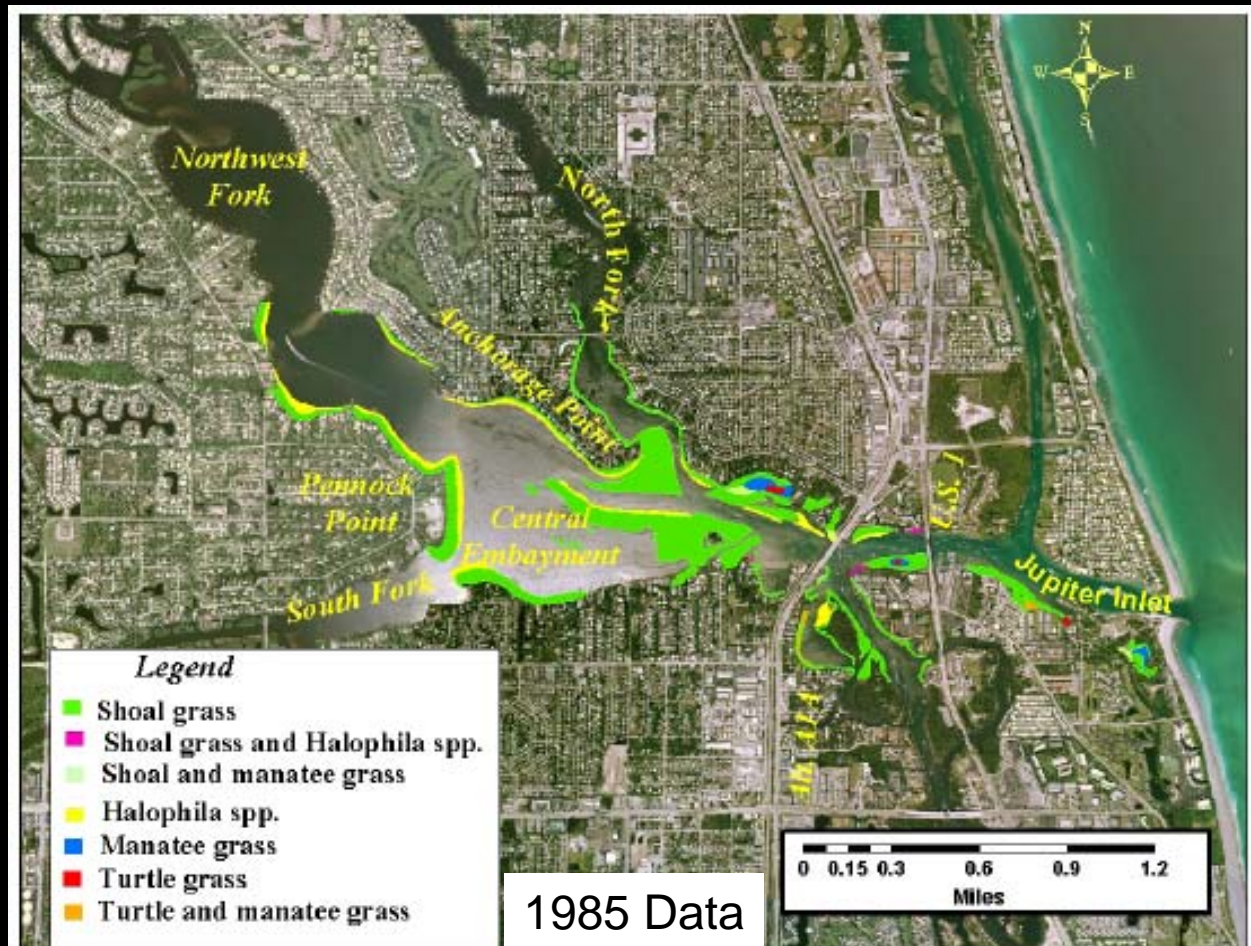 N
W E
S
Northwest
Fork
North Fork
Anchorage Point
Pennock
Point
Central
Embayment
South Fork
U.S. 1
Jupiter Inlet
Alt. A1A
Legend
Shoal grass
Shoal grass and Halophila spp.
Shoal and manatee grass
Halophila spp.
Manatee grass
Turtle grass
Turtle and manatee grass
1985 Data
0 0.15 0.3 0.6 0.9 1.2
Miles